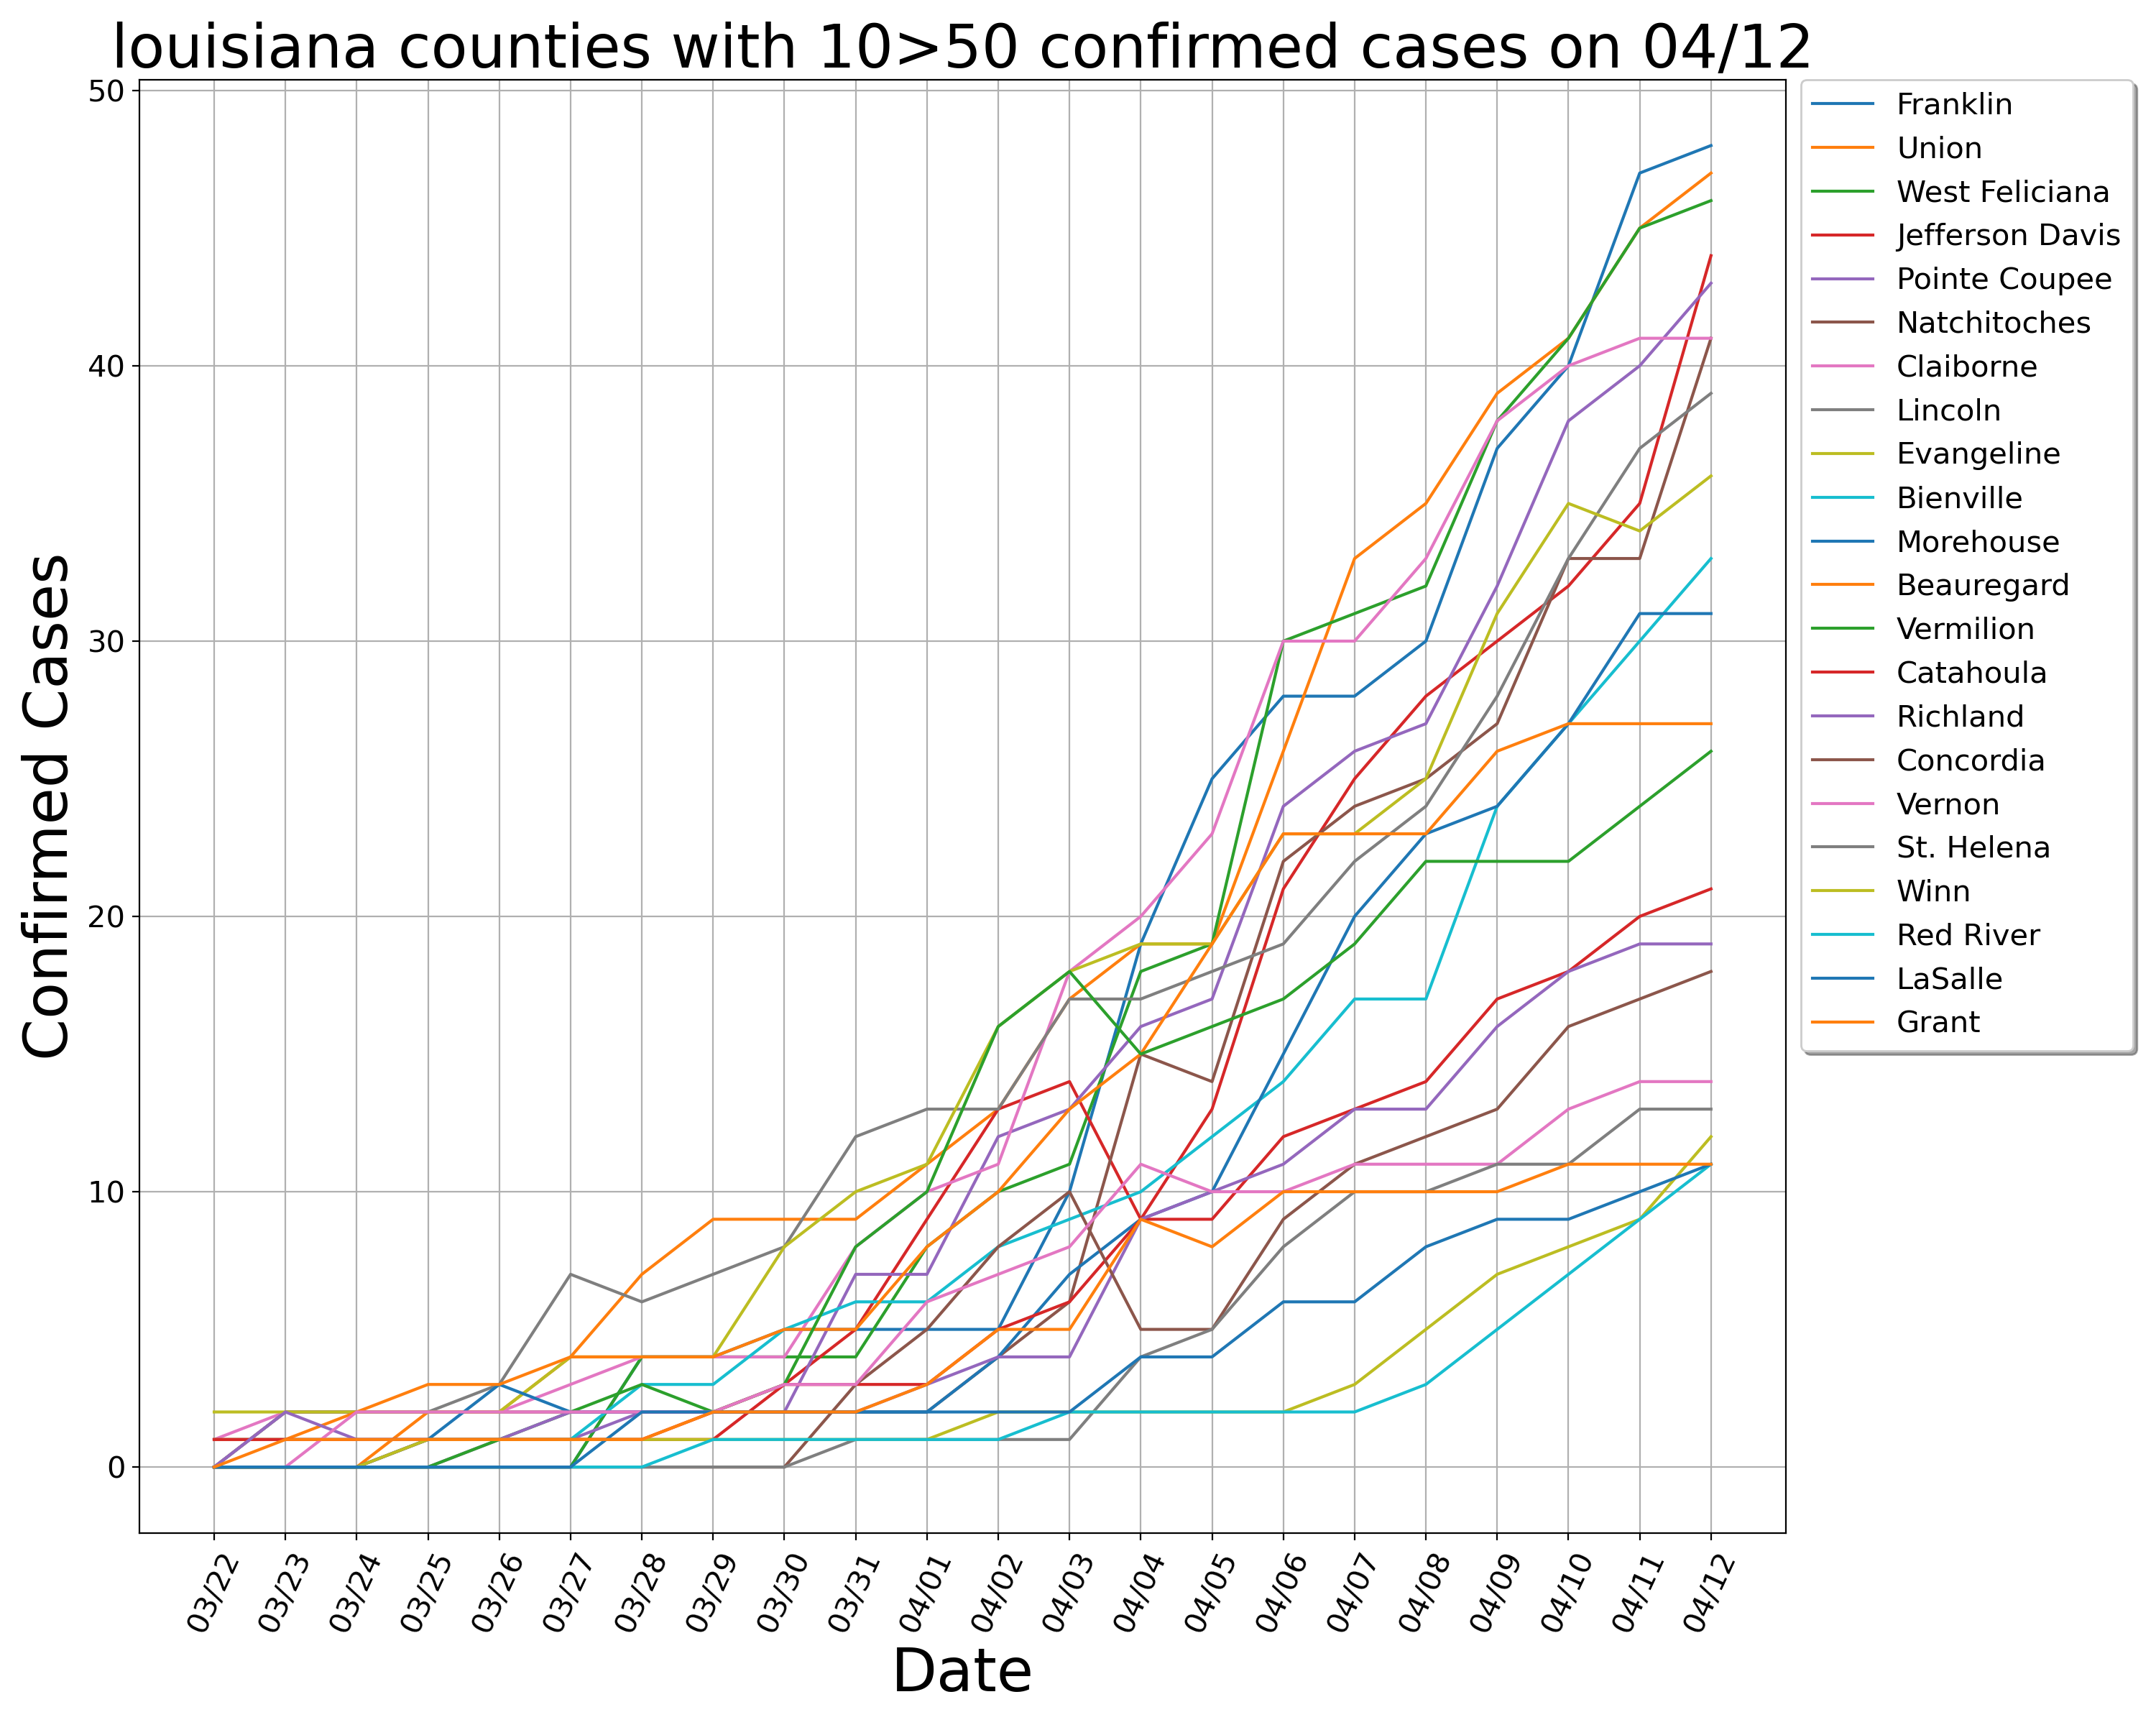 louisiana counties with 10>50 confirmed cases on 04/12
50
40
30
20
10
0
Confirmed Cases
03/22
03/23
03/24
03/25
03/26
03/27
03/28
03/29
03/30
03/31
04/01
04/02
04/03
04/04
04/05
04/06
04/07
04/08
04/09
04/10
04/11
04/12
Date
Franklin
Union
West Feliciana
Jefferson Davis
Pointe Coupee
Natchitoches
Claiborne
Lincoln
Evangeline
Bienville
Morehouse
Beauregard
Vermilion
Catahoula
Richland
Concordia
Vernon
St. Helena
Winn
Red River
LaSalle
Grant